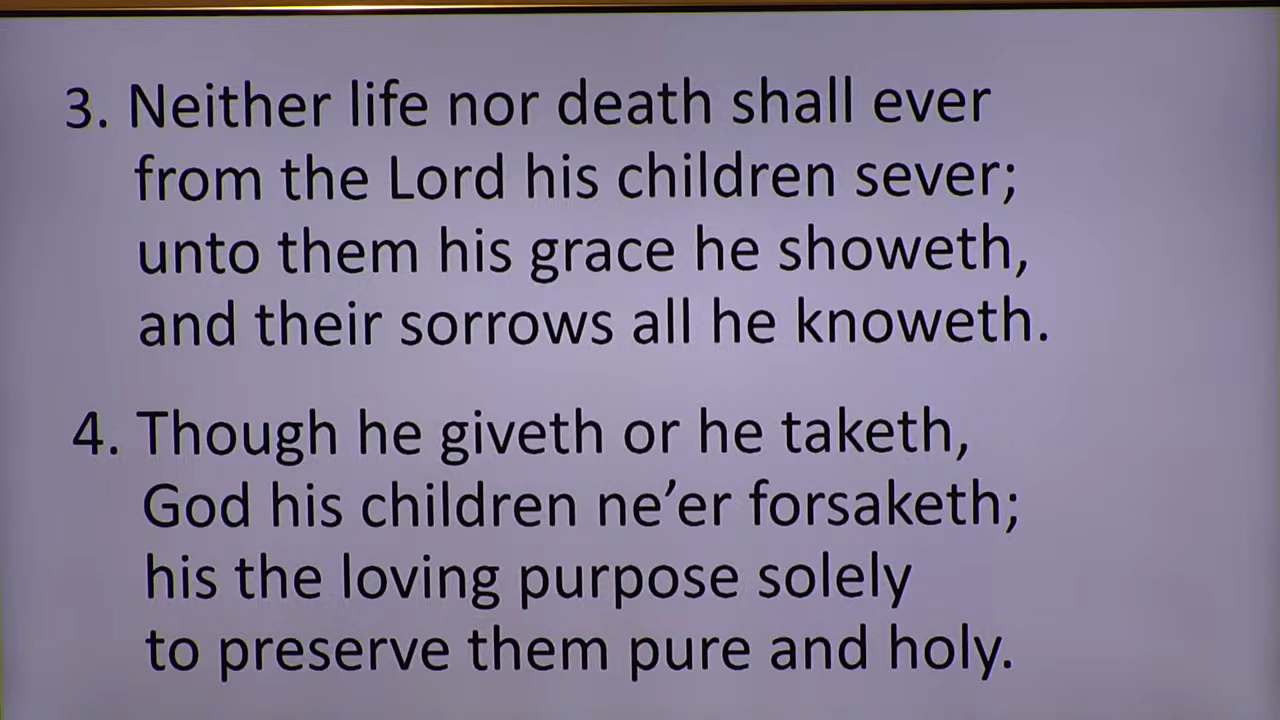 3. Neither life nor death shall ever
from the Lord his children sever;
unto them his grace he showeth,
and their sorrows all he knoweth.
4. Though he giveth or he taketh,
God his children ne’er forsaketh;
his the loving purpose solely
to preserve them pure and holy.